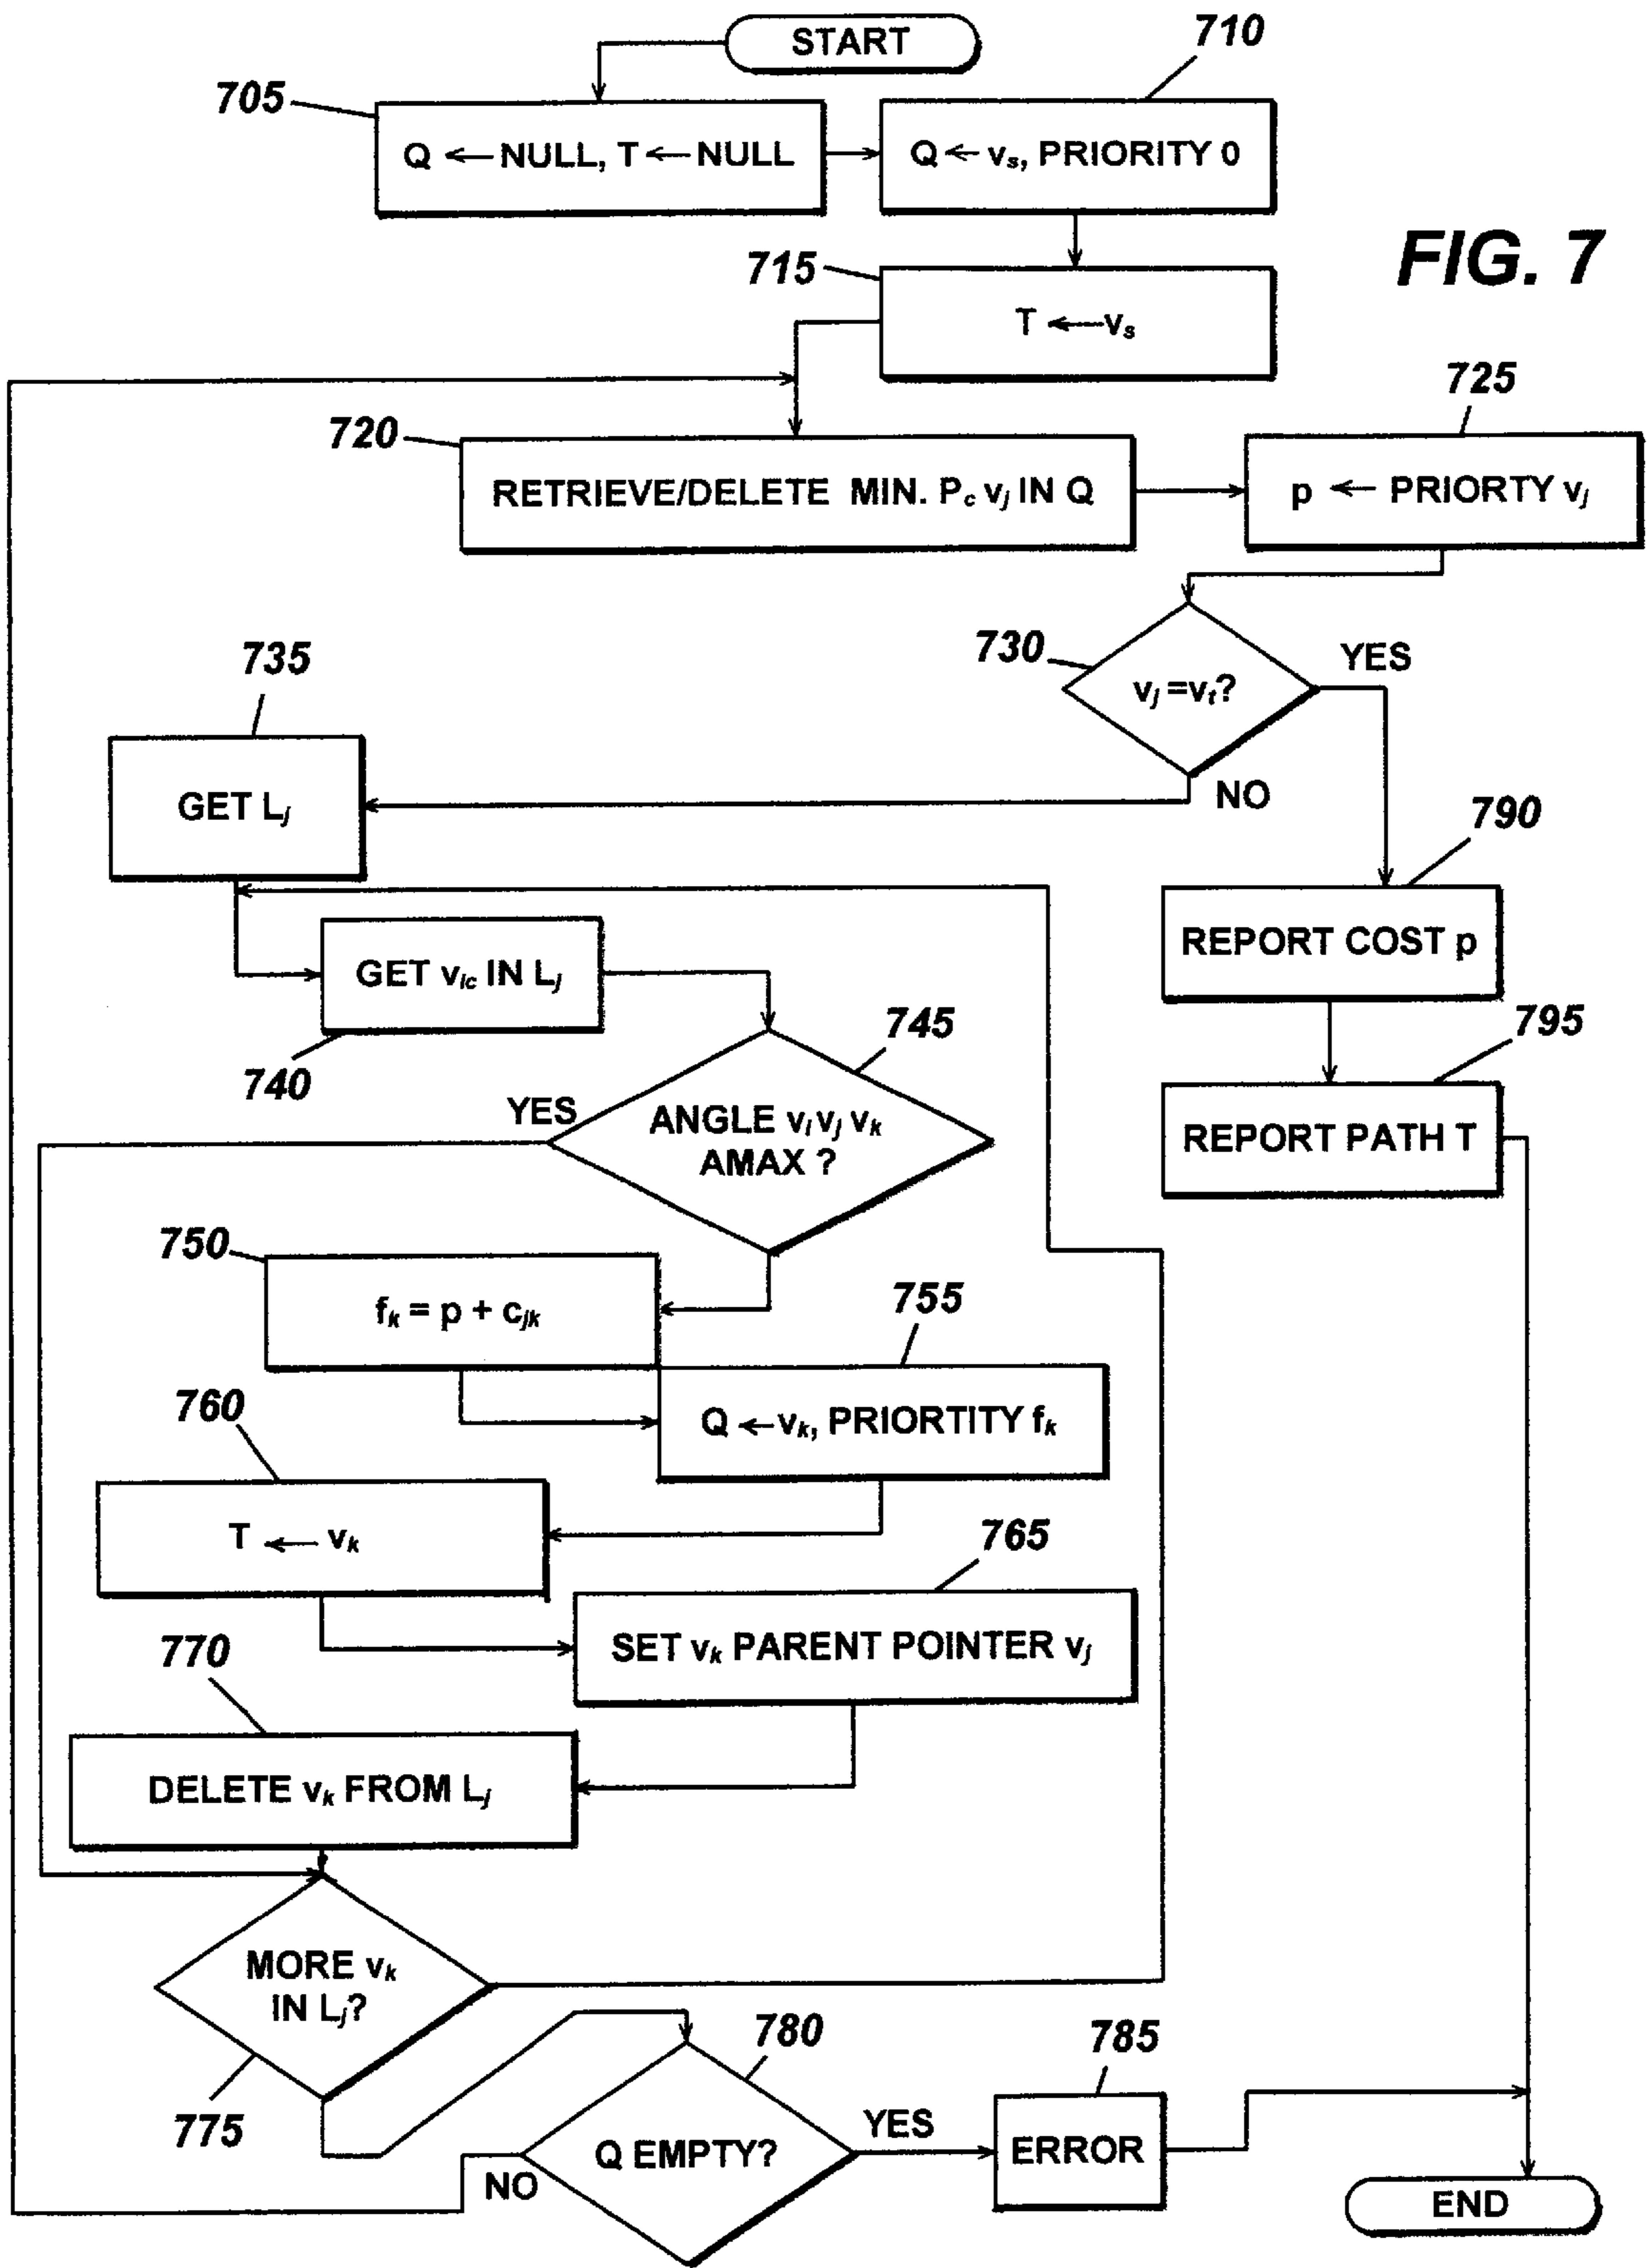 START
710
705
Q ← NULL, T ← NULL
Q ← vs, PRIORITY 0
FIG. 7
715
T ← vs
725
720
RETRIEVE/DELETE MIN. Pc vj IN Q
p ← PRIORTY vj
730
YES
vj =vt?
NO
735
GET Lj
790
REPORT COST p
GET vic IN Lj
740
745
795
YES
ANGLE vi vj vk
AMAX ?
REPORT PATH T
750
fk = p + cjk
755
Q ← vk, PRIORTITY fk
760
T ← vk
765
SET vk PARENT POINTER vj
770
DELETE vk FROM Lj
MORE vk
IN Lj?
775
780
Q EMPTY?
YES
NO
785
ERROR
END